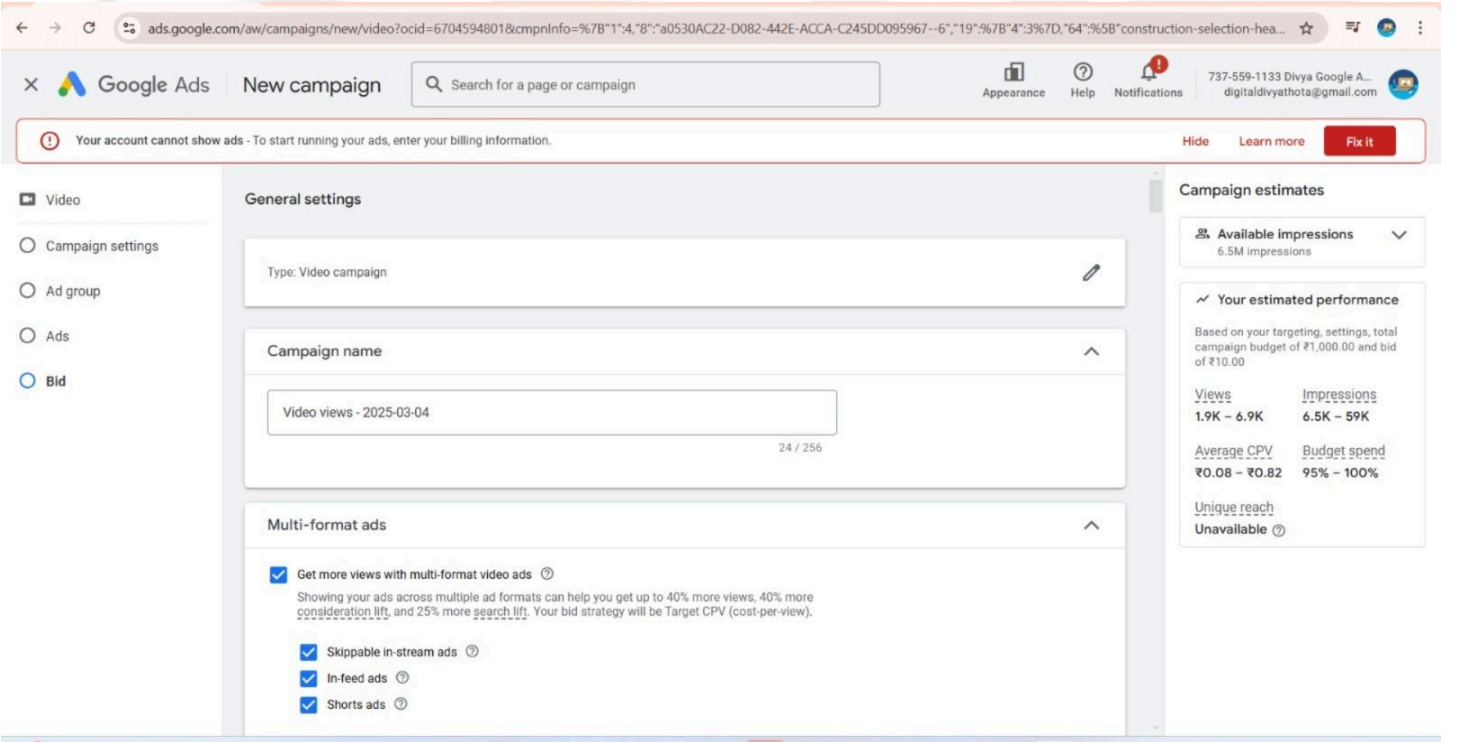 ads.google.com/aw/campaigns/new/video?ocid=6704594801&cmpnInfo=%7B"1":4,"8":"a0530AC22-D082-442E-ACCA-C245DD095967--6","19":%7B"4":3%7D,"64":%5B"construction-selection-hea...
Google Ads
New campaign
Search for a page or campaign
Appearance
Help
Notifications
737-559-1133 Divya Google A...
digitaldivyathota@gmail.com
Your account cannot show ads - To start running your ads, enter your billing information.
Hide
Learn more
Fix it
Video
Campaign settings
Ad group
Ads
Bid
General settings
Type: Video campaign
Campaign name
Video views - 2025-03-04
24 / 256
Multi-format ads
Get more views with multi-format video ads
Showing your ads across multiple ad formats can help you get up to 40% more views, 40% more
consideration lift, and 25% more search lift. Your bid strategy will be Target CPV (cost-per-view).
Skippable in-stream ads
In-feed ads
Shorts ads
Campaign estimates
Available impressions
6.5M impressions
Your estimated performance
Based on your targeting, settings, total
campaign budget of ₹1,000.00 and bid
of ₹10.00
Views
Impressions
1.9K – 6.9K
6.5K – 59K
Average CPV
Budget spend
₹0.08 – ₹0.82
95% – 100%
Unique reach
Unavailable